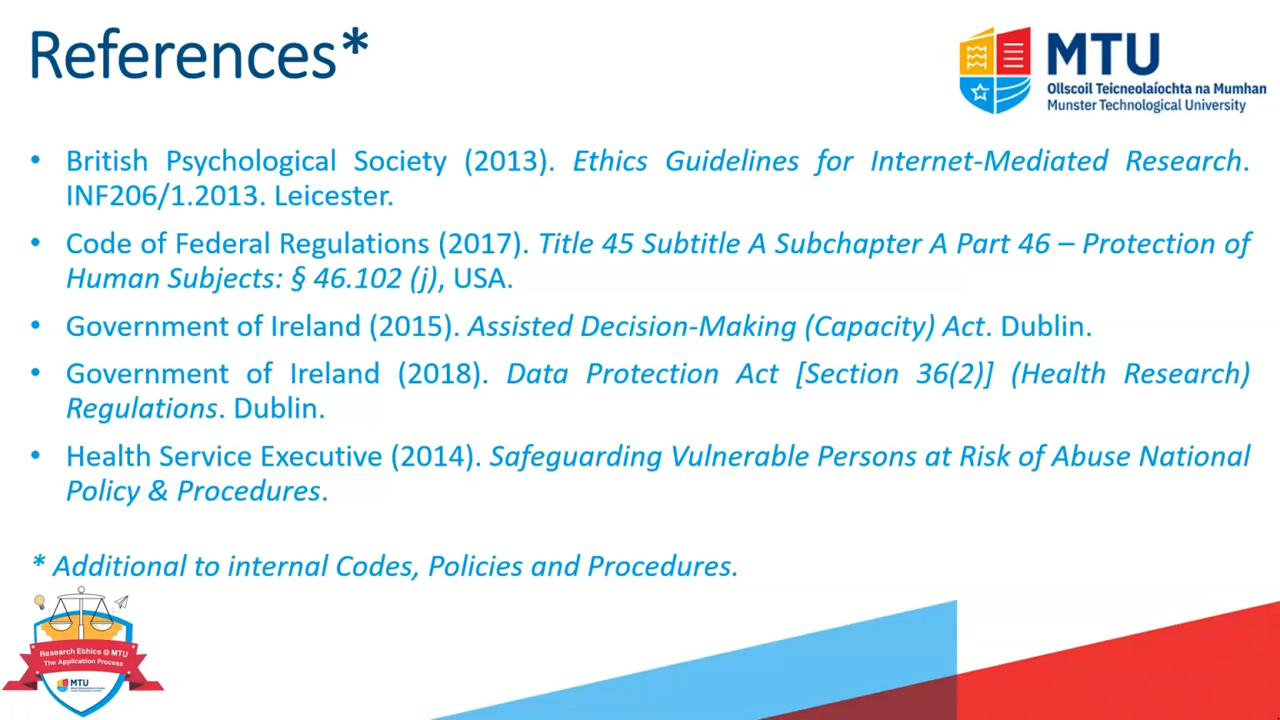 References*
MTU
Ollscoil Teicneolaíochta na Mumhan
Munster Technological University
• British Psychological Society (2013). Ethics Guidelines for Internet-Mediated Research.
INF206/1.2013. Leicester.
• Code of Federal Regulations (2017). Title 45 Subtitle A Subchapter A Part 46 – Protection of
Human Subjects: § 46.102 (j), USA.
• Government of Ireland (2015). Assisted Decision-Making (Capacity) Act. Dublin.
• Government of Ireland (2018). Data Protection Act [Section 36(2)] (Health Research)
Regulations. Dublin.
• Health Service Executive (2014). Safeguarding Vulnerable Persons at Risk of Abuse National
Policy & Procedures.
* Additional to internal Codes, Policies and Procedures.
Research Ethics @ MTU
The Application Process
MTU